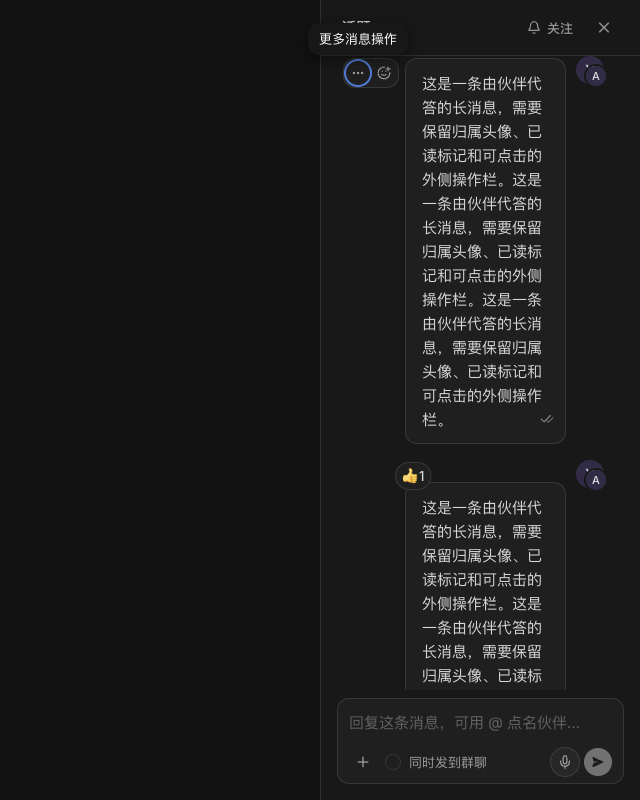 关注
更多消息操作
这是一条由伙伴代
答的长消息，需要
保留归属头像、已
读标记和可点击的
外侧操作栏。这是
一条由伙伴代答的
长消息，需要保留
归属头像、已读标
记和可点击的外侧
操作栏。这是一条
由伙伴代答的长消
息，需要保留归属
头像、已读标记和
可点击的外侧操作
栏。
A
👍1
A
这是一条由伙伴代
答的长消息，需要
保留归属头像、已
读标记和可点击的
外侧操作栏。这是
一条由伙伴代答的
长消息，需要保留
归属头像、已读标
回复这条消息，可用 @ 点名伙伴...
同时发到群聊